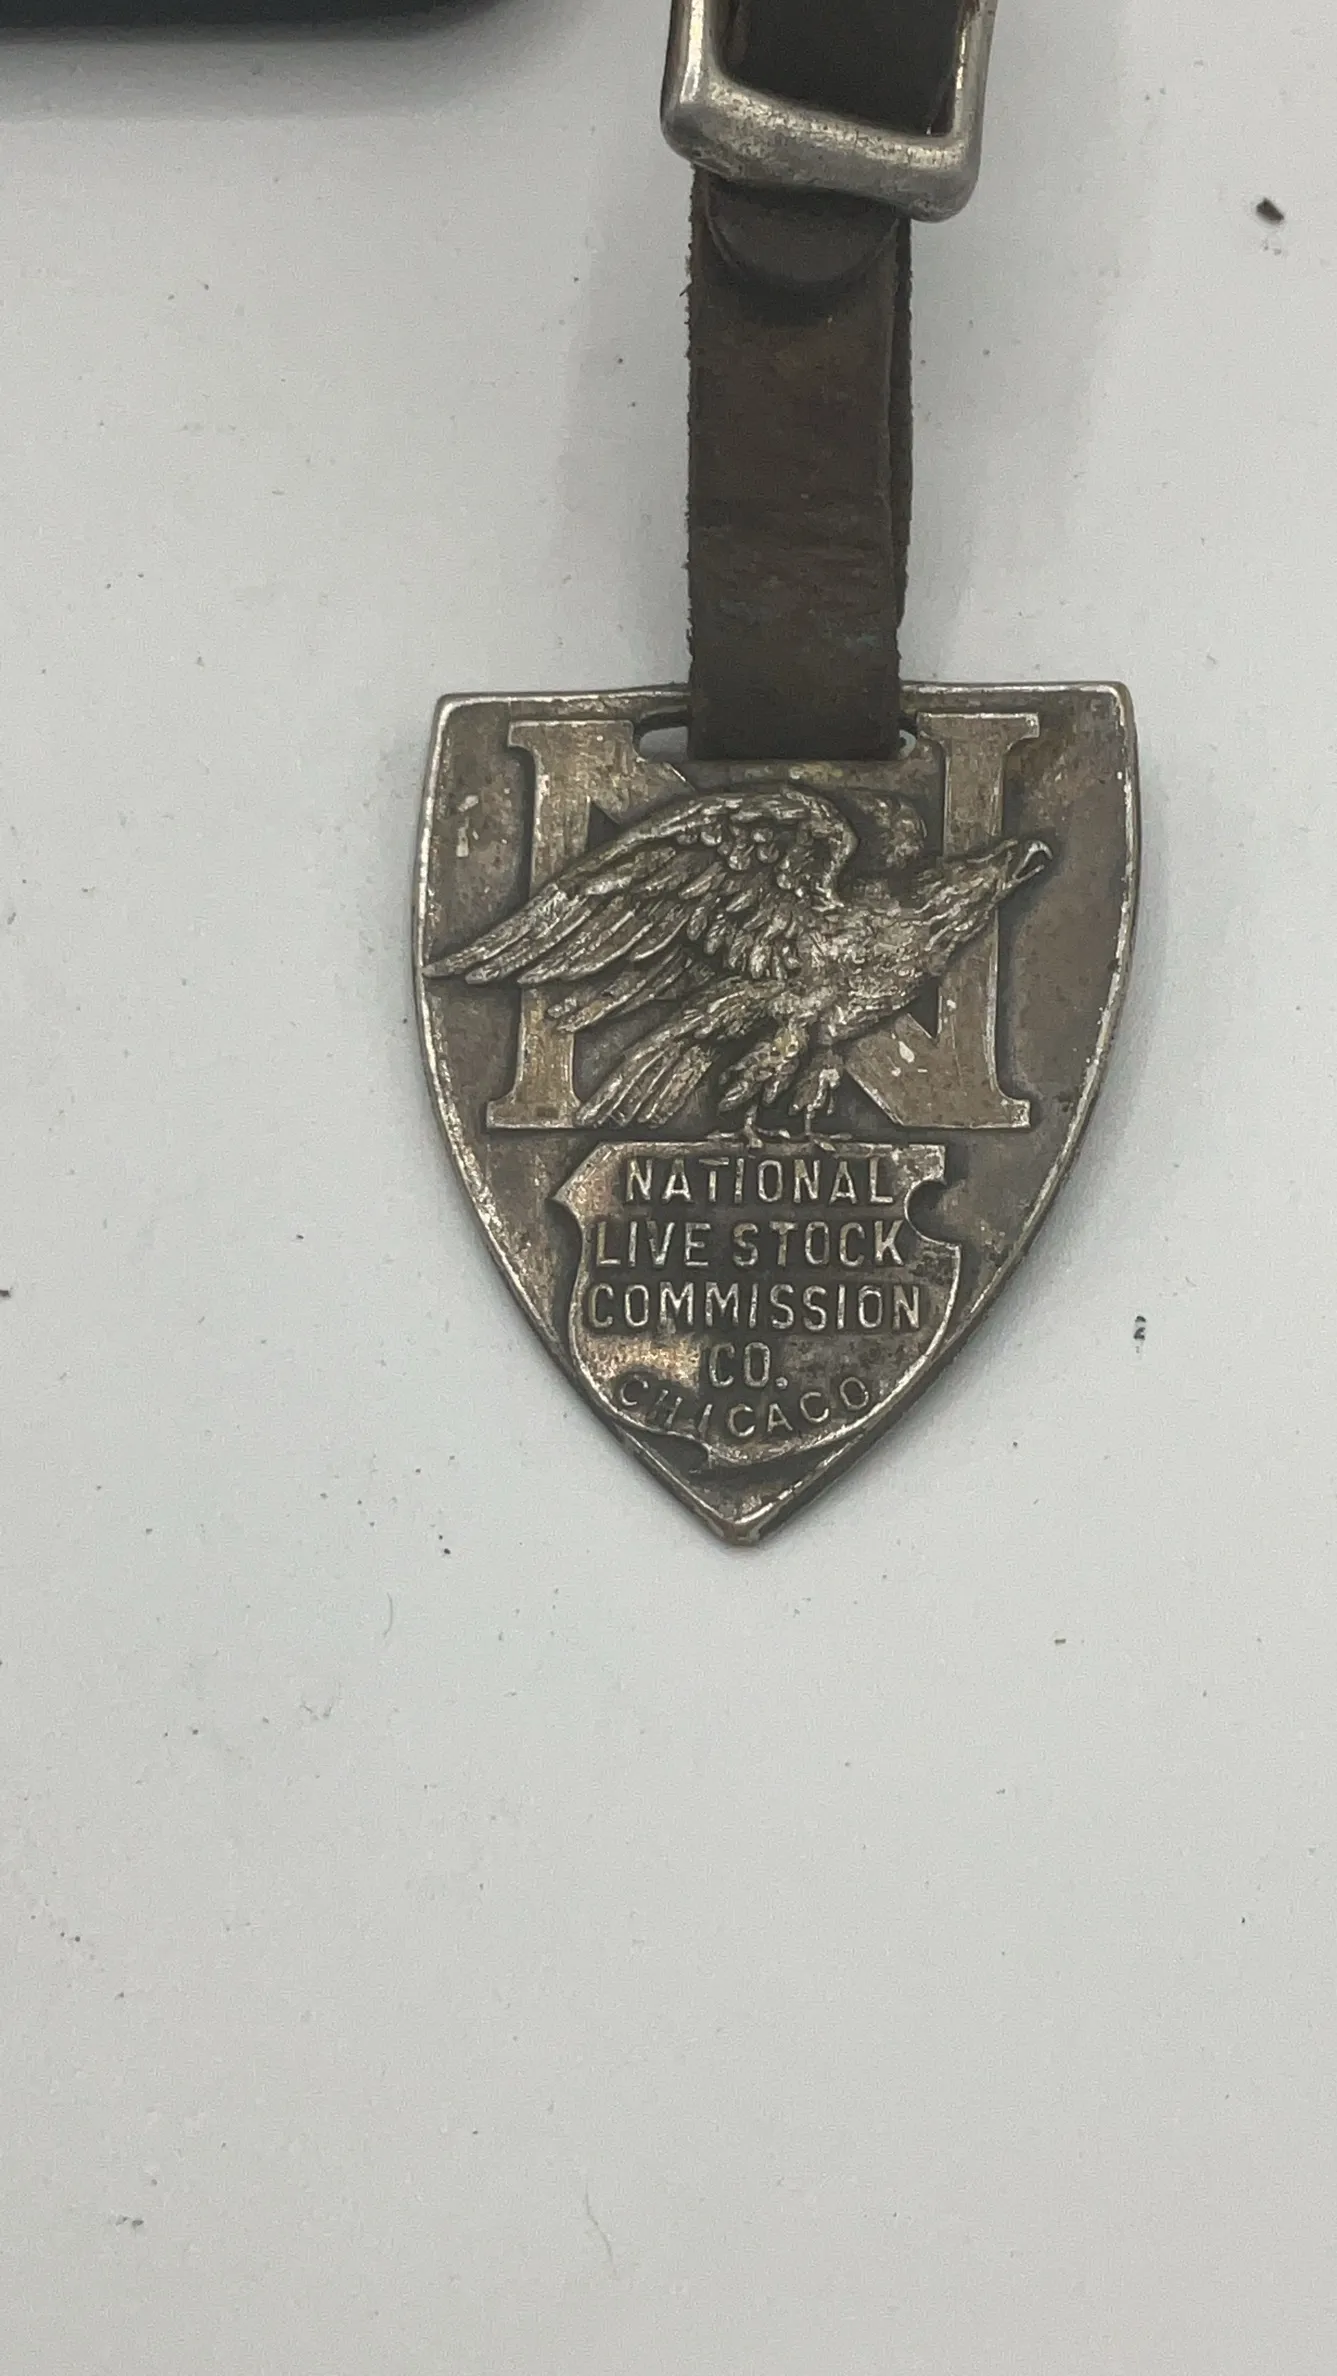 N
NATIONAL
LIVE STOCK
COMMISSION
CO.
CHICAGO